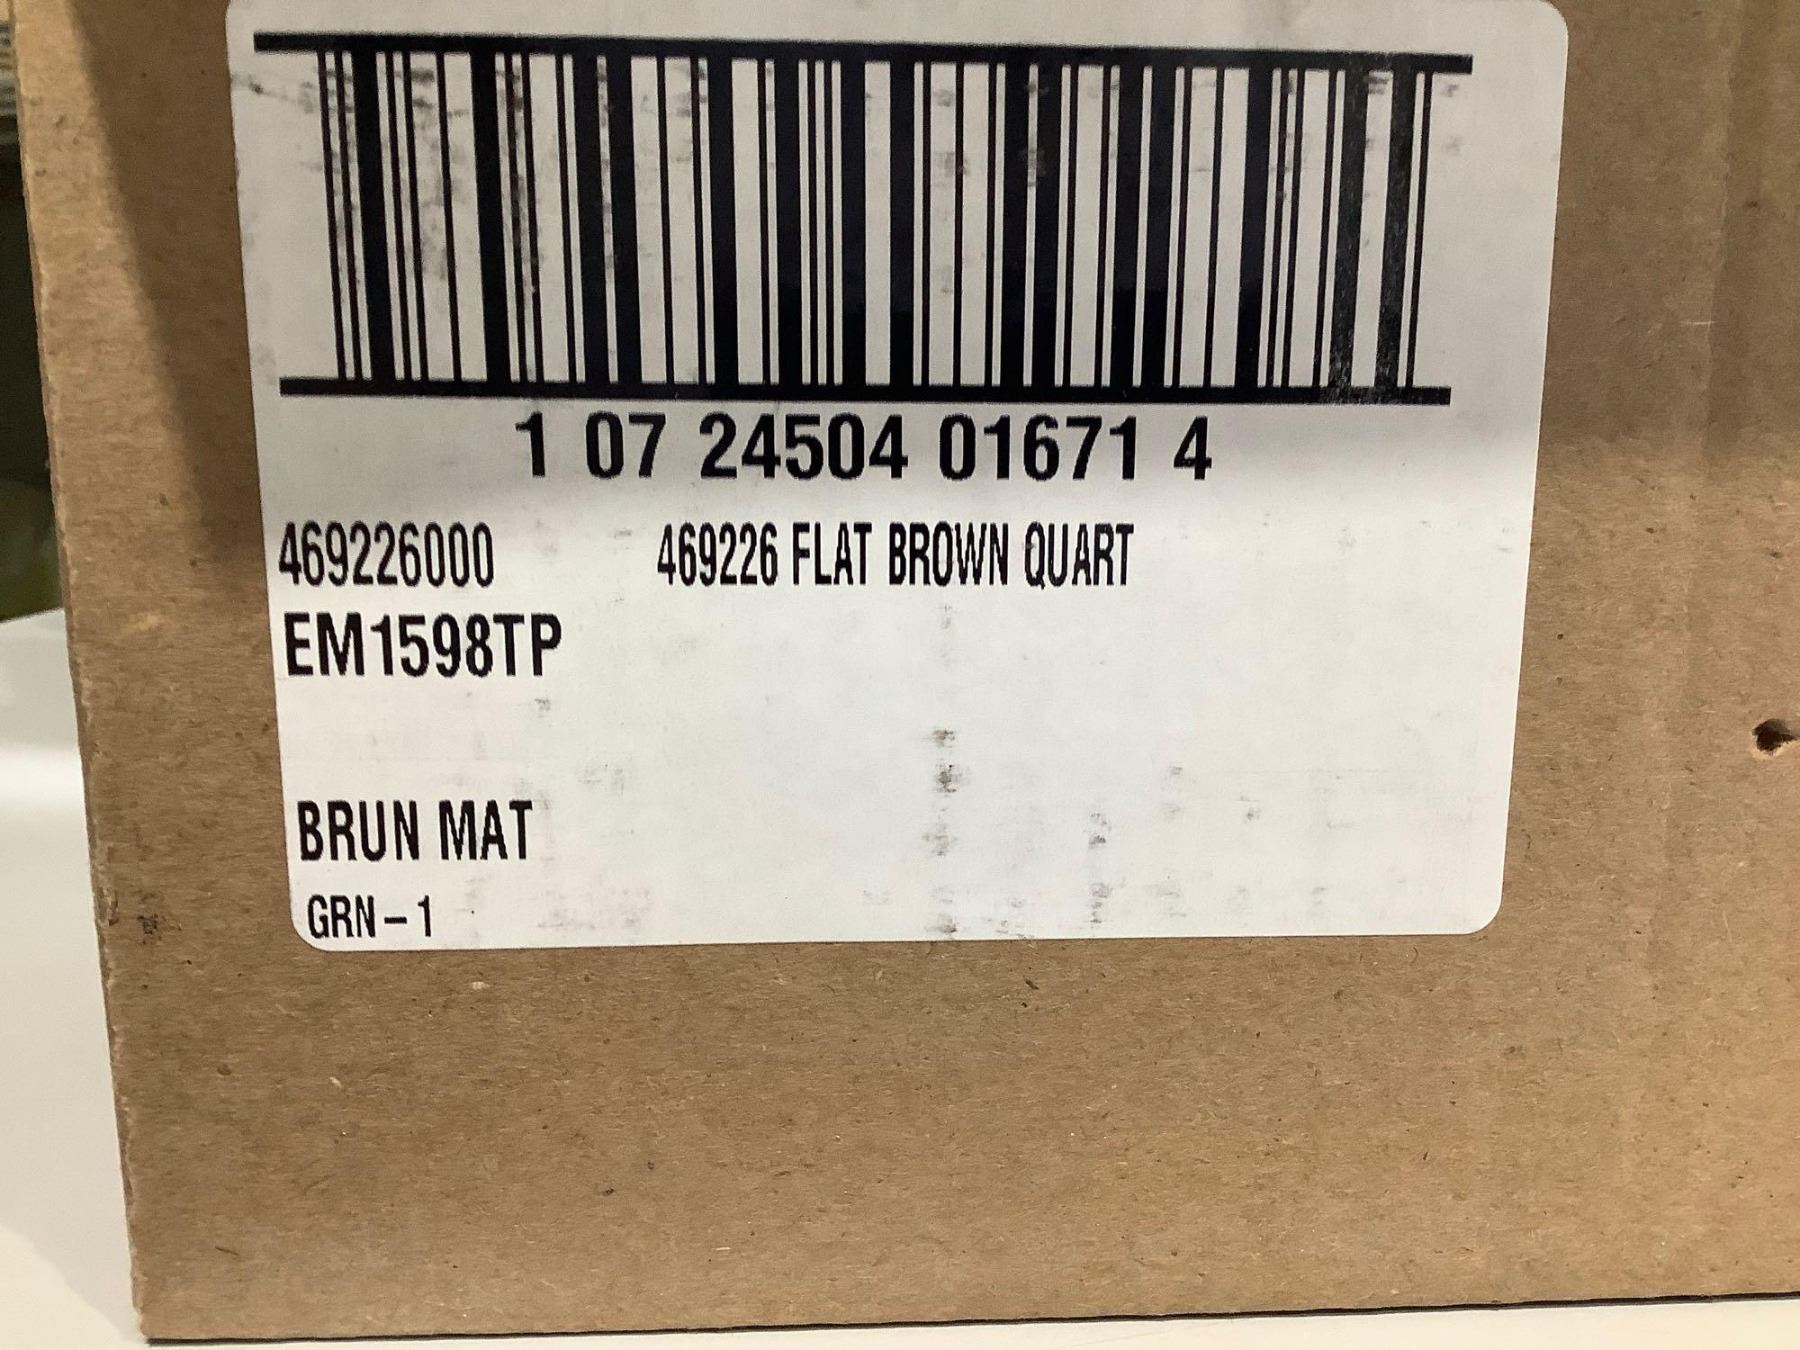 1 07 24504 01671 4
469226000 469226 FLAT BROWN QUART
EM1598TP
BRUN MAT
GRN-1